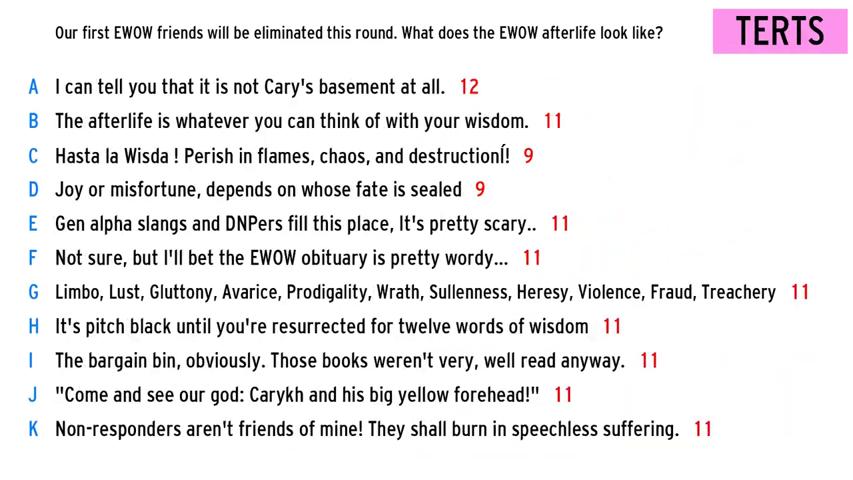 Our first EWOW friends will be eliminated this round. What does the EWOW afterlife look like?
TERTS
A I can tell you that it is not Cary's basement at all. 12
B The afterlife is whatever you can think of with your wisdom. 11
C Hasta la Wisda ! Perish in flames, chaos, and destructionÍ! 9
D Joy or misfortune, depends on whose fate is sealed 9
E Gen alpha slangs and DNPers fill this place, It's pretty scary.. 11
F Not sure, but I'll bet the EWOW obituary is pretty wordy... 11
G Limbo, Lust, Gluttony, Avarice, Prodigality, Wrath, Sullenness, Heresy, Violence, Fraud, Treachery 11
H It's pitch black until you're resurrected for twelve words of wisdom 11
I The bargain bin, obviously. Those books weren't very, well read anyway. 11
J "Come and see our god: Carykh and his big yellow forehead!" 11
K Non-responders aren't friends of mine! They shall burn in speechless suffering. 11